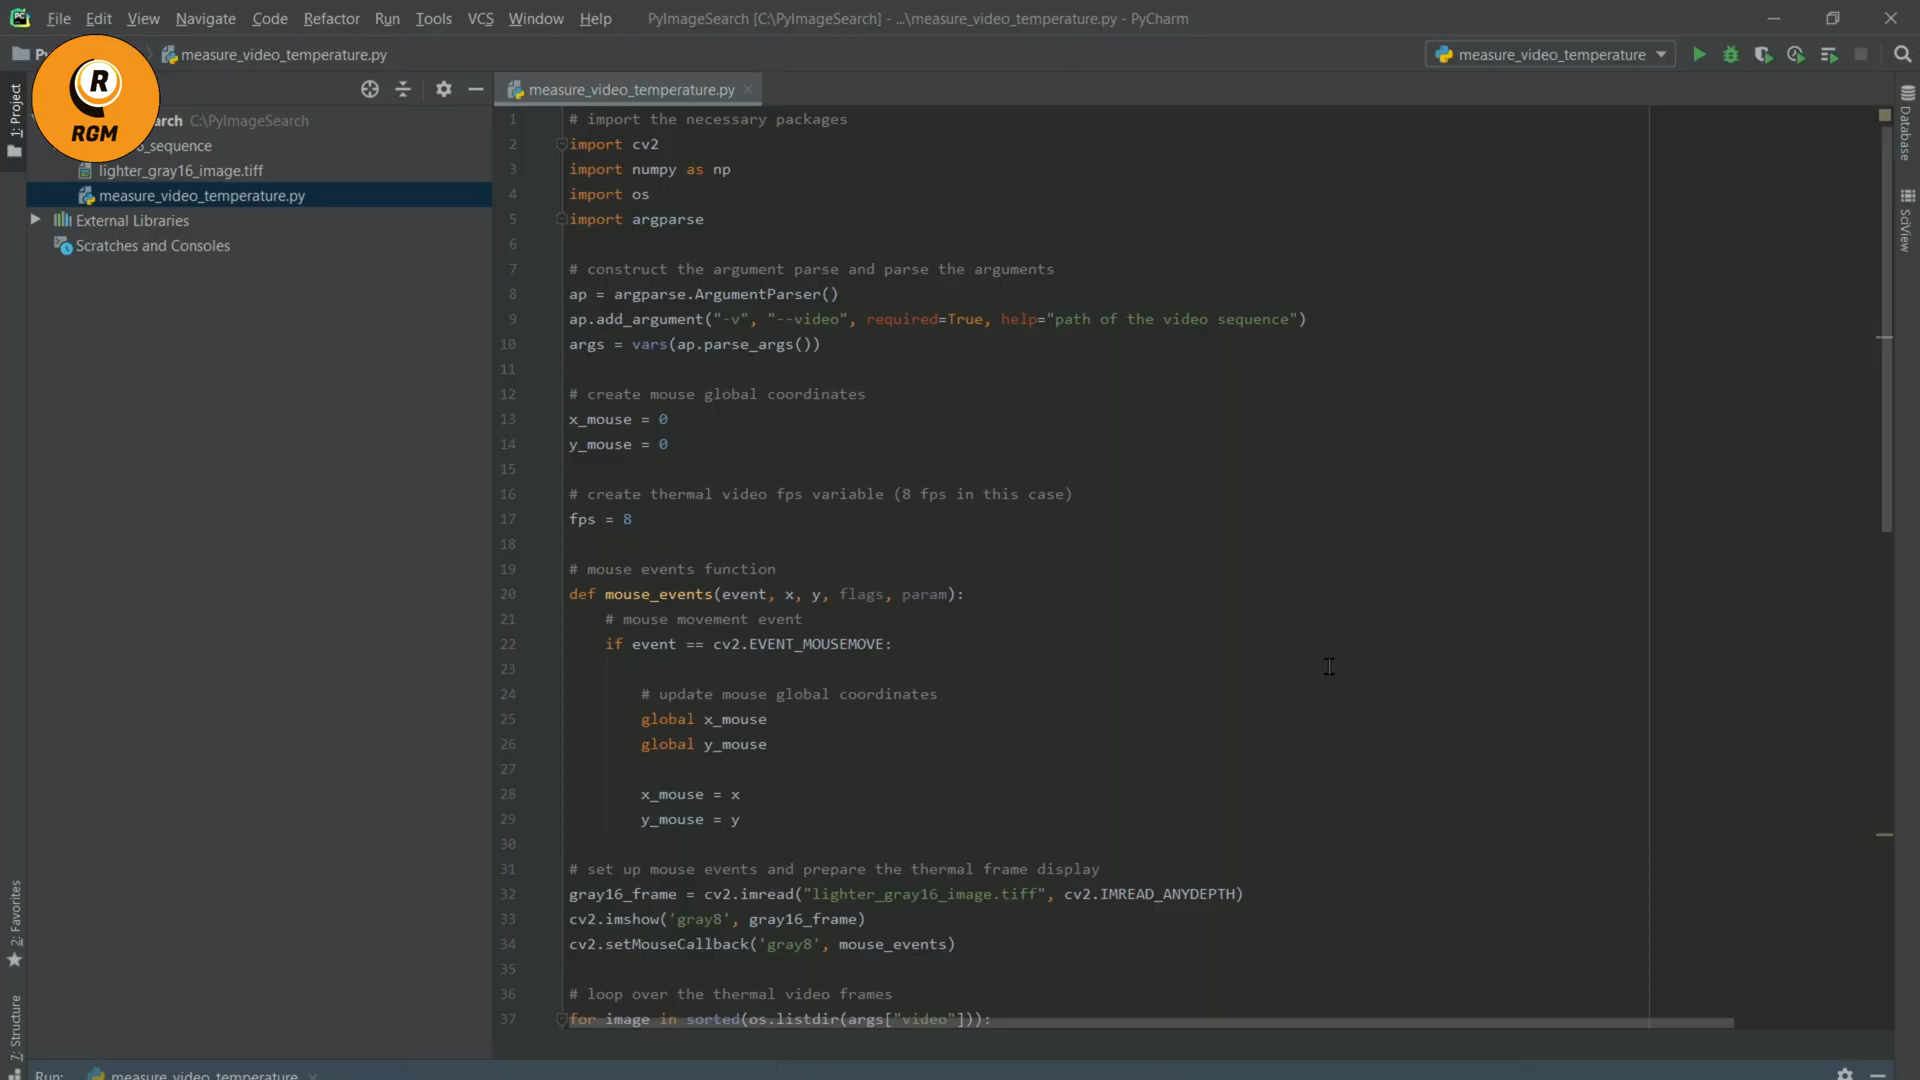 File Edit View Navigate Code Refactor Run Tools VCS Window Help PyImageSearch [C:\PyImageSearch] - ...\measure_video_temperature.py - PyCharm
measure_video_temperature.py
measure_video_temperature
R
RGM
1: Project
C:\PyImageSearch
lighter_gray16_image.tiff
measure_video_temperature.py
External Libraries
Scratches and Consoles
2: Favorites
7: Structure
measure_video_temperature.py
1 # import the necessary packages
2 import cv2
3 import numpy as np
4 import os
5 import argparse
6
7 # construct the argument parse and parse the arguments
8 ap = argparse.ArgumentParser()
9 ap.add_argument("-v", "--video", required=True, help="path of the video sequence")
10 args = vars(ap.parse_args())
11
12 # create mouse global coordinates
13 x_mouse = 0
14 y_mouse = 0
15
16 # create thermal video fps variable (8 fps in this case)
17 fps = 8
18
19 # mouse events function
20 def mouse_events(event, x, y, flags, param):
21 # mouse movement event
22 if event == cv2.EVENT_MOUSEMOVE:
23
24 # update mouse global coordinates
25 global x_mouse
26 global y_mouse
27
28 x_mouse = x
29 y_mouse = y
30
31 # set up mouse events and prepare the thermal frame display
32 gray16_frame = cv2.imread("lighter_gray16_image.tiff", cv2.IMREAD_ANYDEPTH)
33 cv2.imshow('gray8', gray16_frame)
34 cv2.setMouseCallback('gray8', mouse_events)
35
36 # loop over the thermal video frames
37 for image in sorted(os.listdir(args["video"])):
Database
SciView
Run: measure_video_temperature